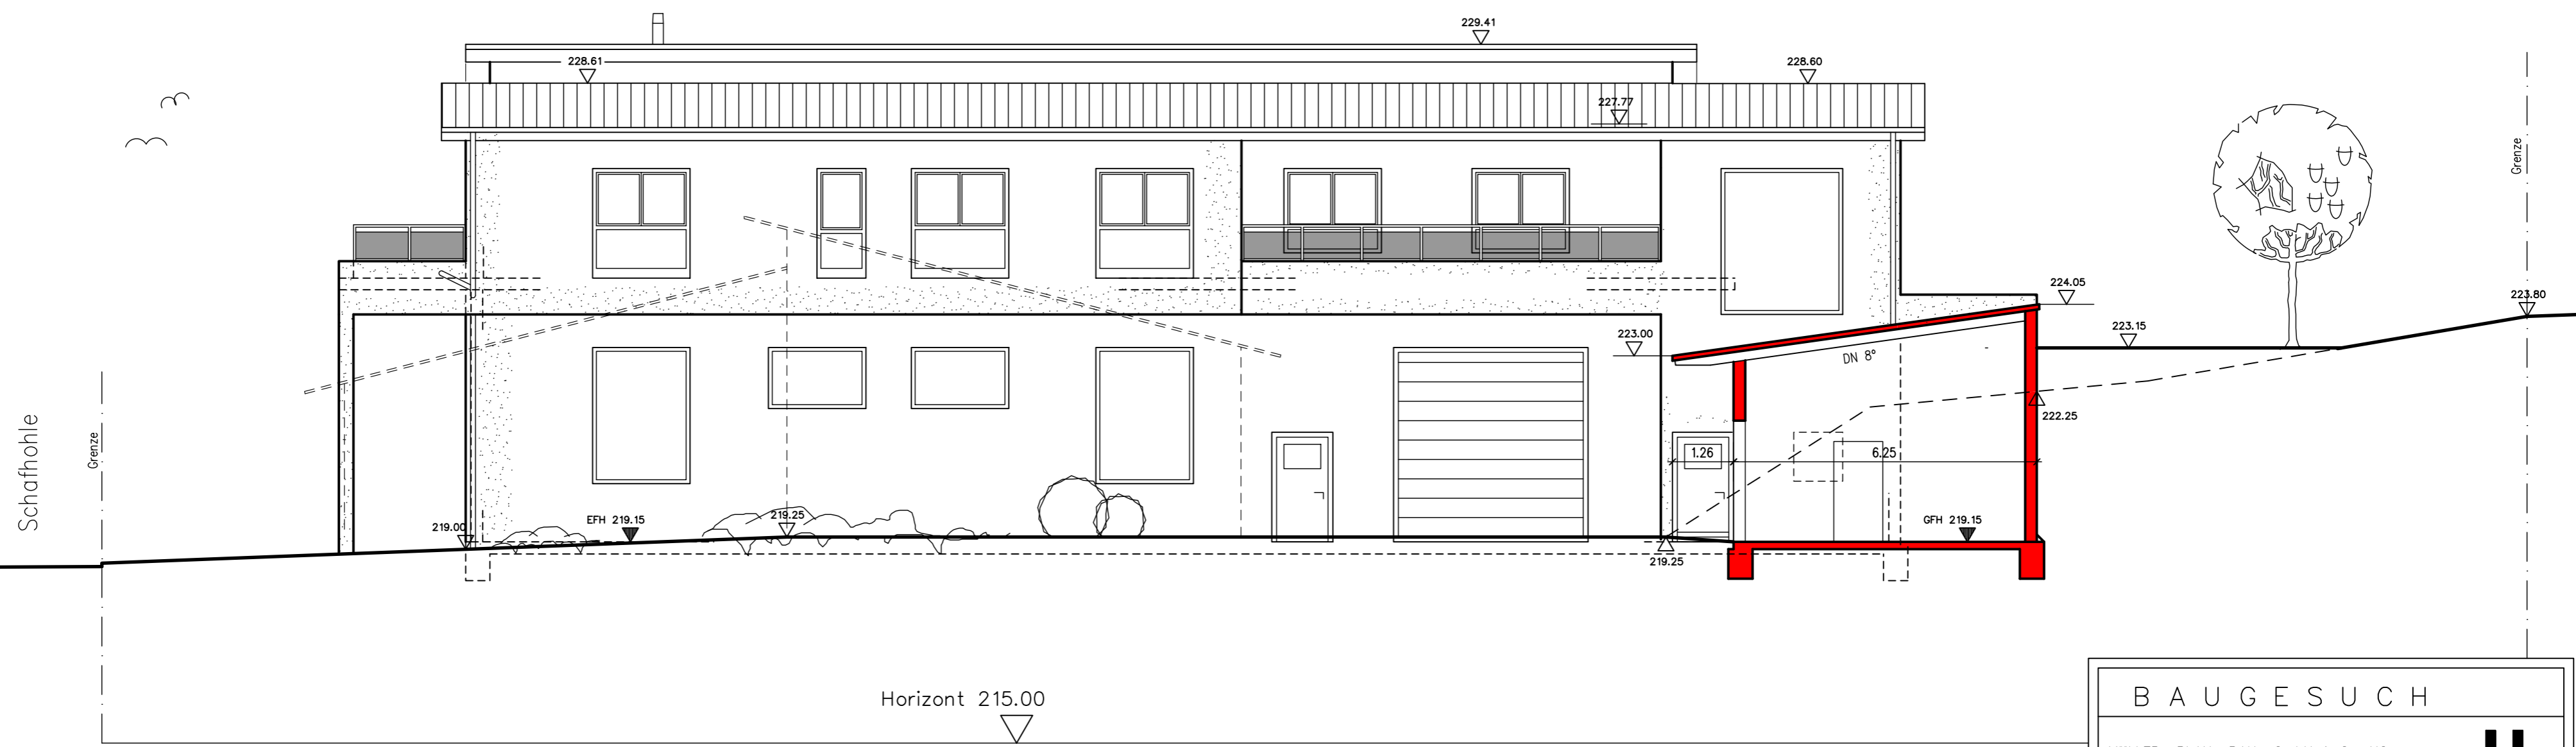 229.41
228.61
228.60
227.77
Grenze
224.05
223.80
223.00
223.15
DN 8°
222.25
Schafhohle
Grenze
1.26
6.25
219.00
EFH 219.15
219.25
GFH 219.15
219.25
Horizont 215.00
BAUGESUCH